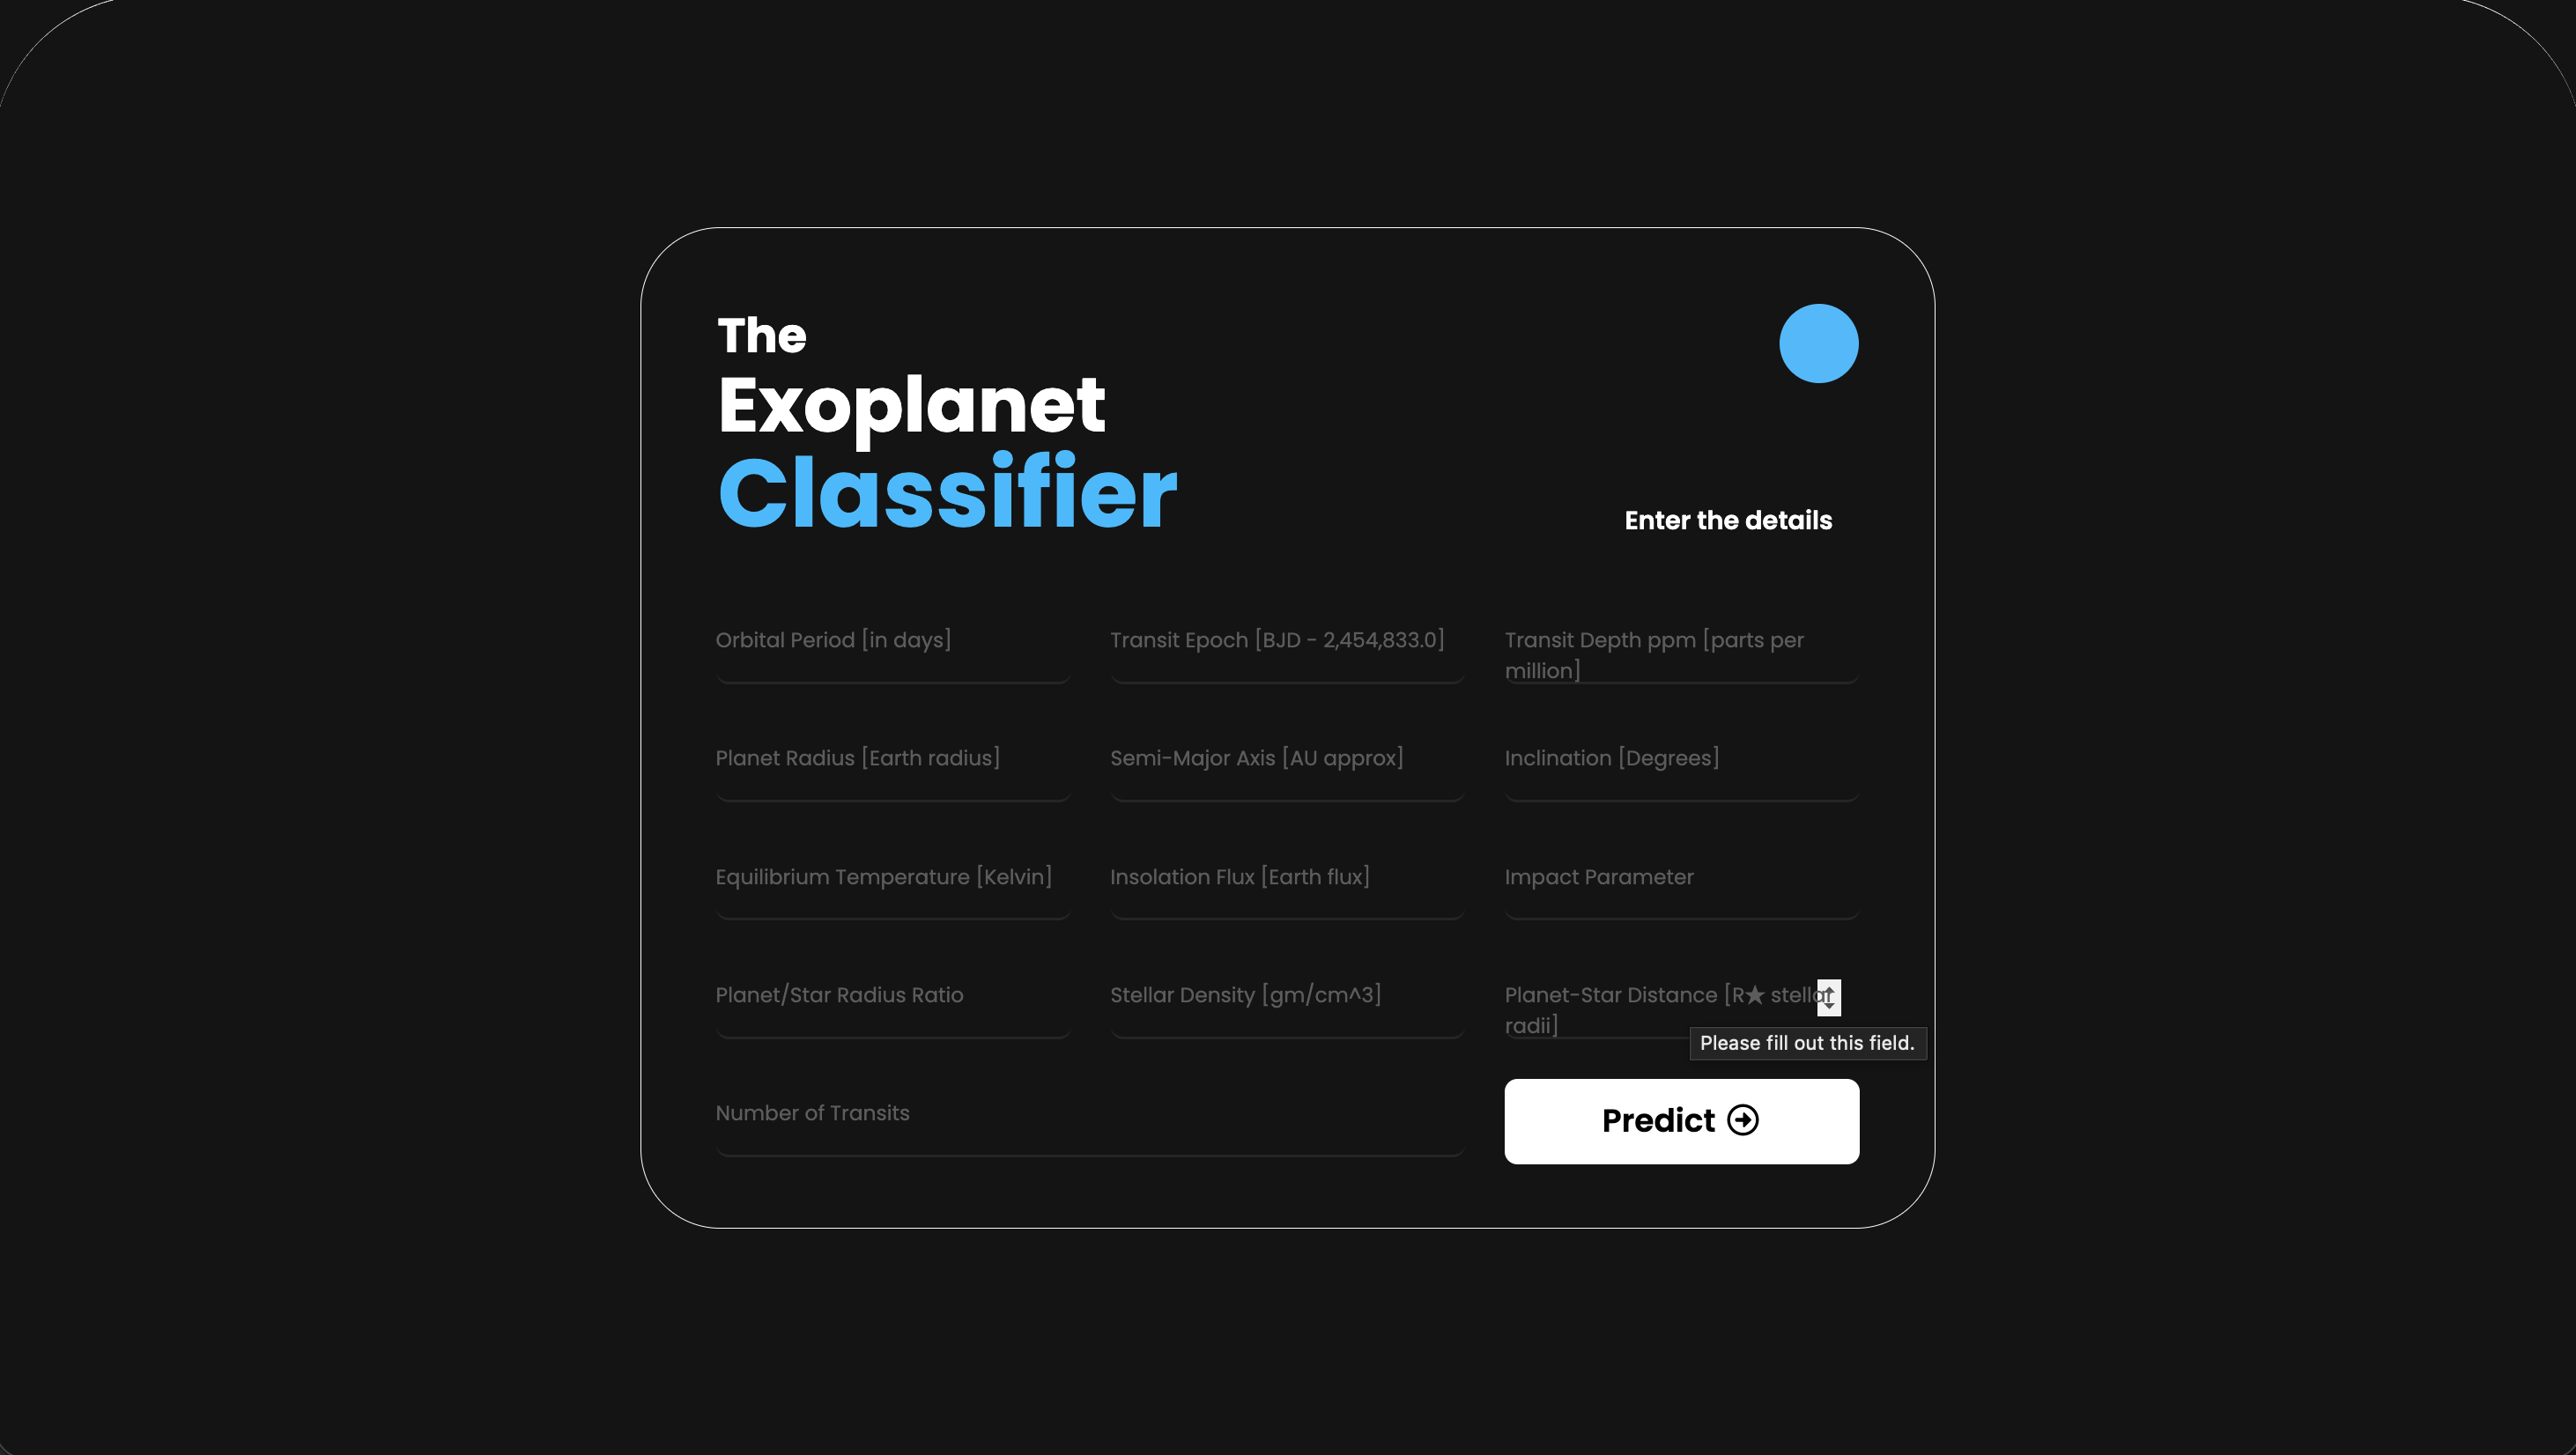 The
Exoplanet
Classifier
Enter the details
Orbital Period [in days]
Transit Epoch [BJD - 2,454,833.0]
Transit Depth ppm [parts per
million]
Planet Radius [Earth radius]
Semi-Major Axis [AU approx]
Inclination [Degrees]
Equilibrium Temperature [Kelvin]
Insolation Flux [Earth flux]
Impact Parameter
Planet/Star Radius Ratio
Stellar Density [gm/cm^3]
Planet-Star Distance [R★ stellar
radii]
Please fill out this field.
Number of Transits
Predict